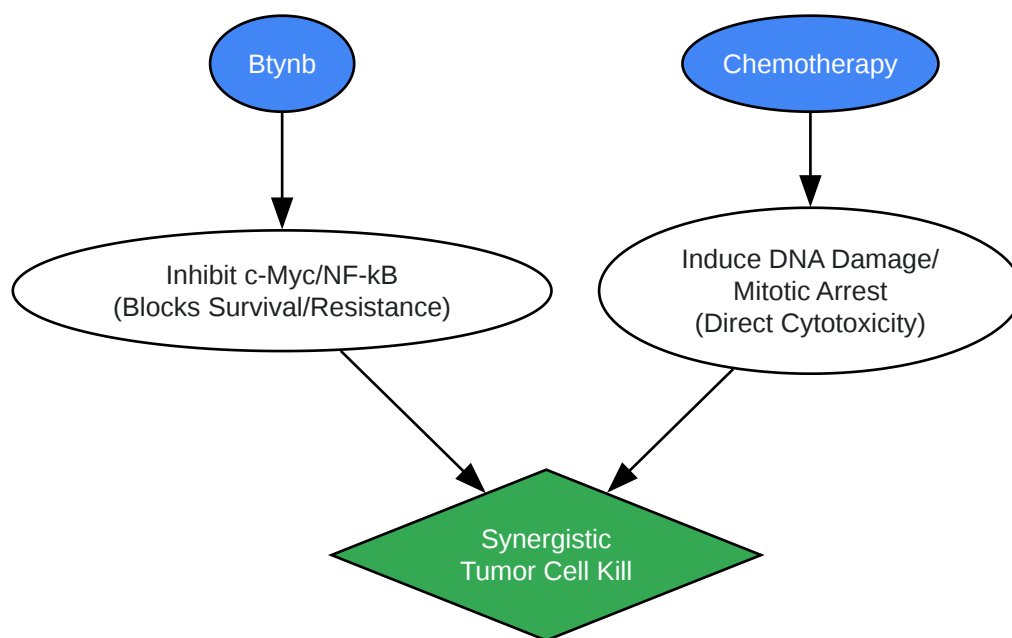 Btynb
Chemotherapy
Inhibit c-Myc/NF-kB
(Blocks Survival/Resistance)
Induce DNA Damage/
Mitotic Arrest
(Direct Cytotoxicity)
Synergistic
Tumor Cell Kill